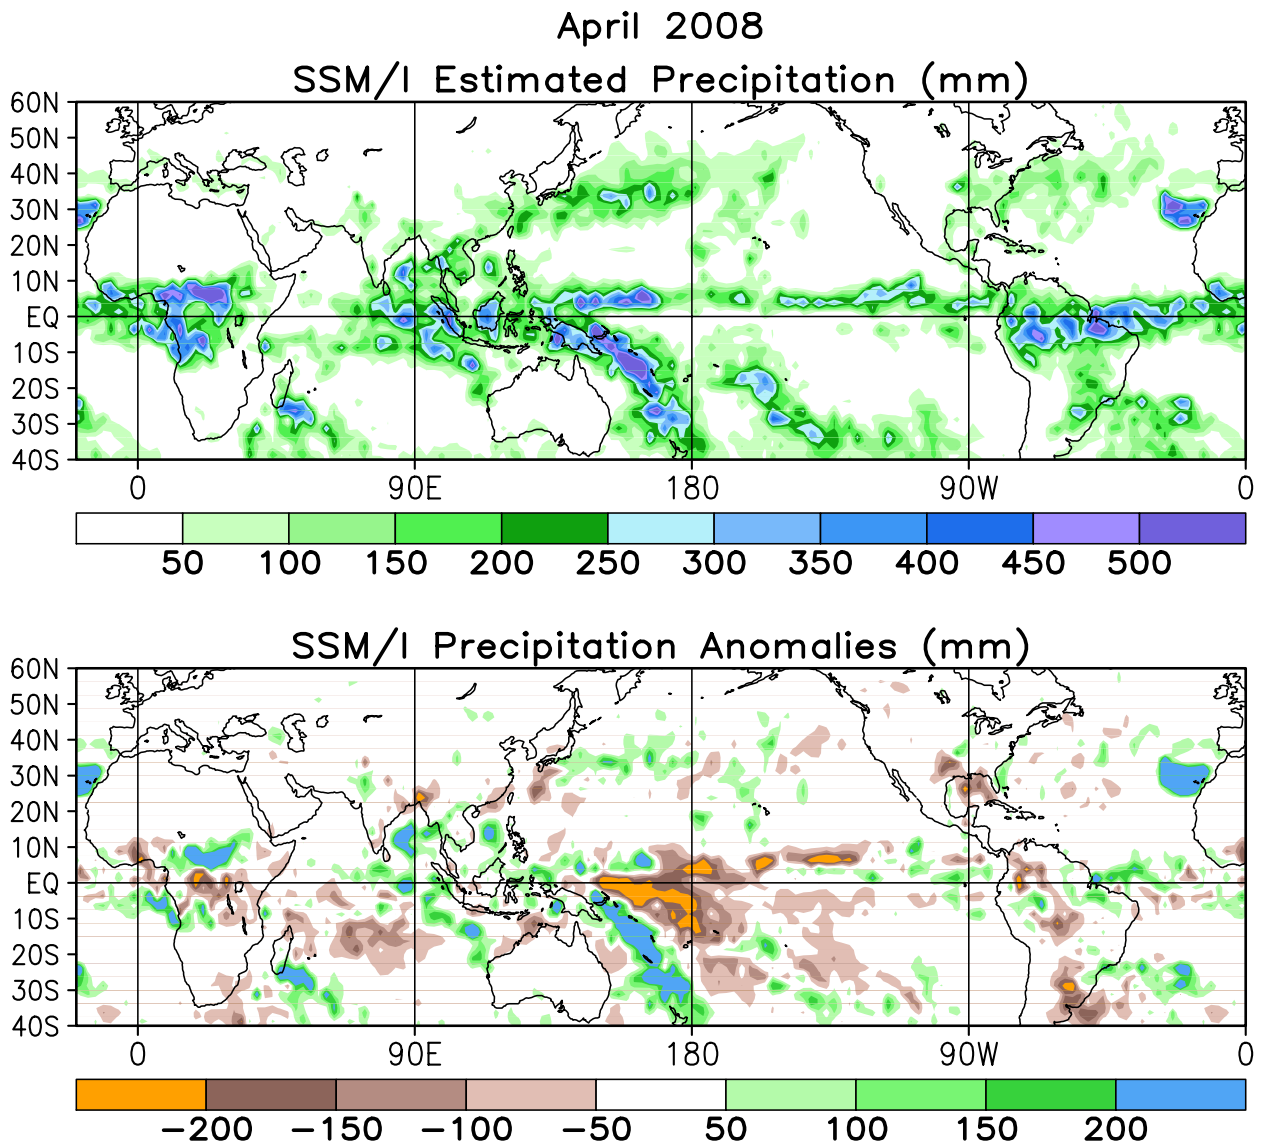 April 2008
SSM/I Estimated Precipitation (mm)
60N
50N
40N
30N
20N
10N
EQ
10S
20S
30S
40S
0 90E 180 90W 0
50 100 150 200 250 300 350 400 450 500
SSM/I Precipitation Anomalies (mm)
60N
50N
40N
30N
20N
10N
EQ
10S
20S
30S
40S
0 90E 180 90W 0
−200 −150 −100 −50 50 100 150 200